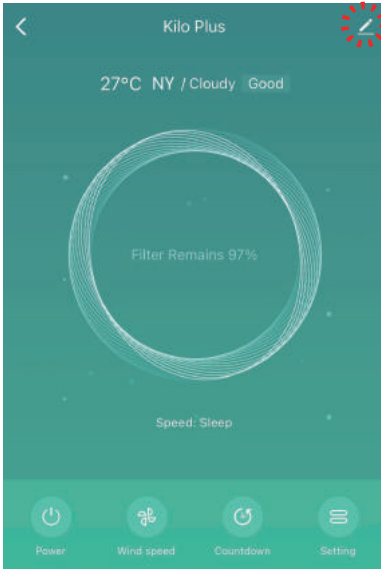 Kilo Plus
27°C NY / Cloudy Good
Filter Remains 97%
Speed: Sleep
Power Wind speed Countdown Setting